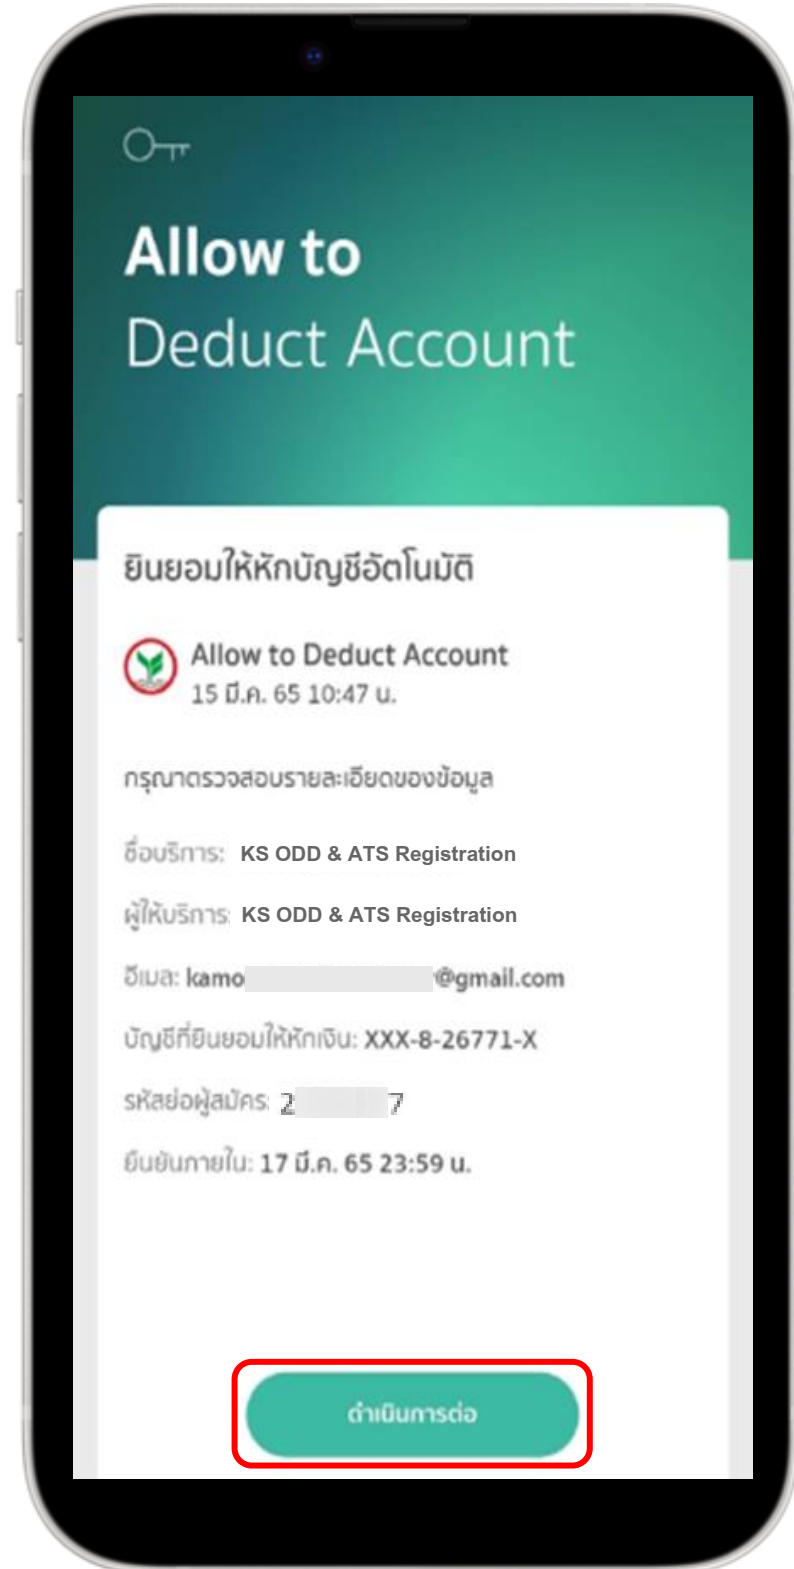 Allow to
Deduct Account
ยินยอมให้หักบัญชีอัตโนมัติ
Allow to Deduct Account
15 มี.ค. 65 10:47 น.
กรุณาตรวจสอบรายละเอียดของข้อมูล
ชื่อบริการ: KS ODD & ATS Registration
ผู้ให้บริการ: KS ODD & ATS Registration
อีเมล: kamo @gmail.com
บัญชีที่ยินยอมให้หักเงิน: XXX-8-26771-X
รหัสย่อผู้สมัคร: 2 7
ยืนยันภายใน: 17 มี.ค. 65 23:59 น.
ดำเนินการต่อ